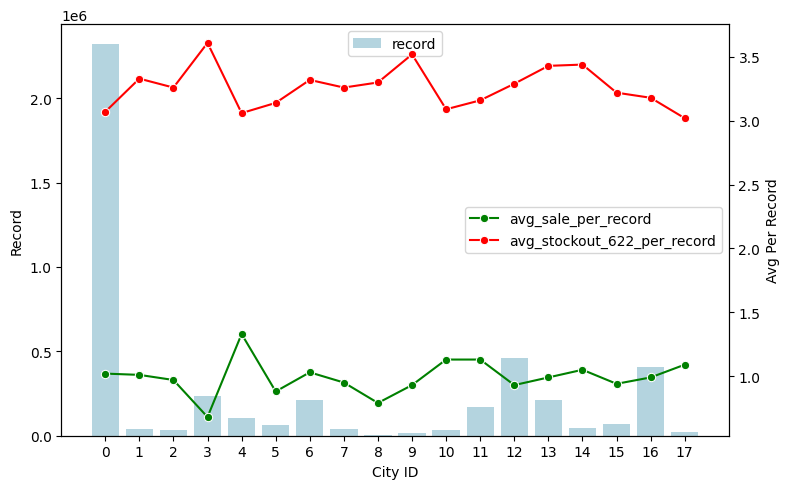 1e6
record
3.5
2.0
3.0
1.5
2.5
avg_sale_per_record
avg_stockout_622_per_record
Record
Avg Per Record
2.0
1.0
1.5
0.5
1.0
0.0
0 1 2 3 4 5 6 7 8 9 10 11 12 13 14 15 16 17
City ID